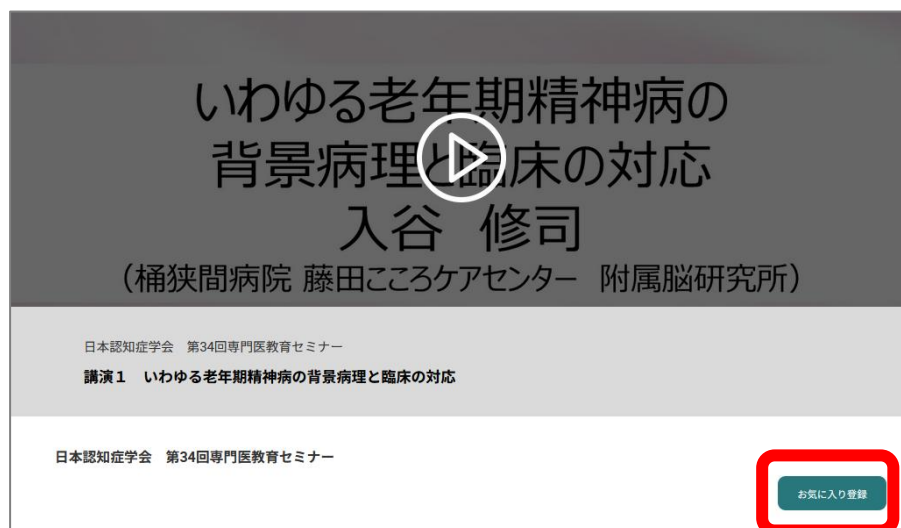 いわゆる老年期精神病の
背景病理と臨床の対応
入谷　修司
（桶狭間病院 藤田こころケアセンター　附属脳研究所）
日本認知症学会　第34回専門医教育セミナー
講演１　いわゆる老年期精神病の背景病理と臨床の対応
日本認知症学会　第34回専門医教育セミナー
お気に入り登録